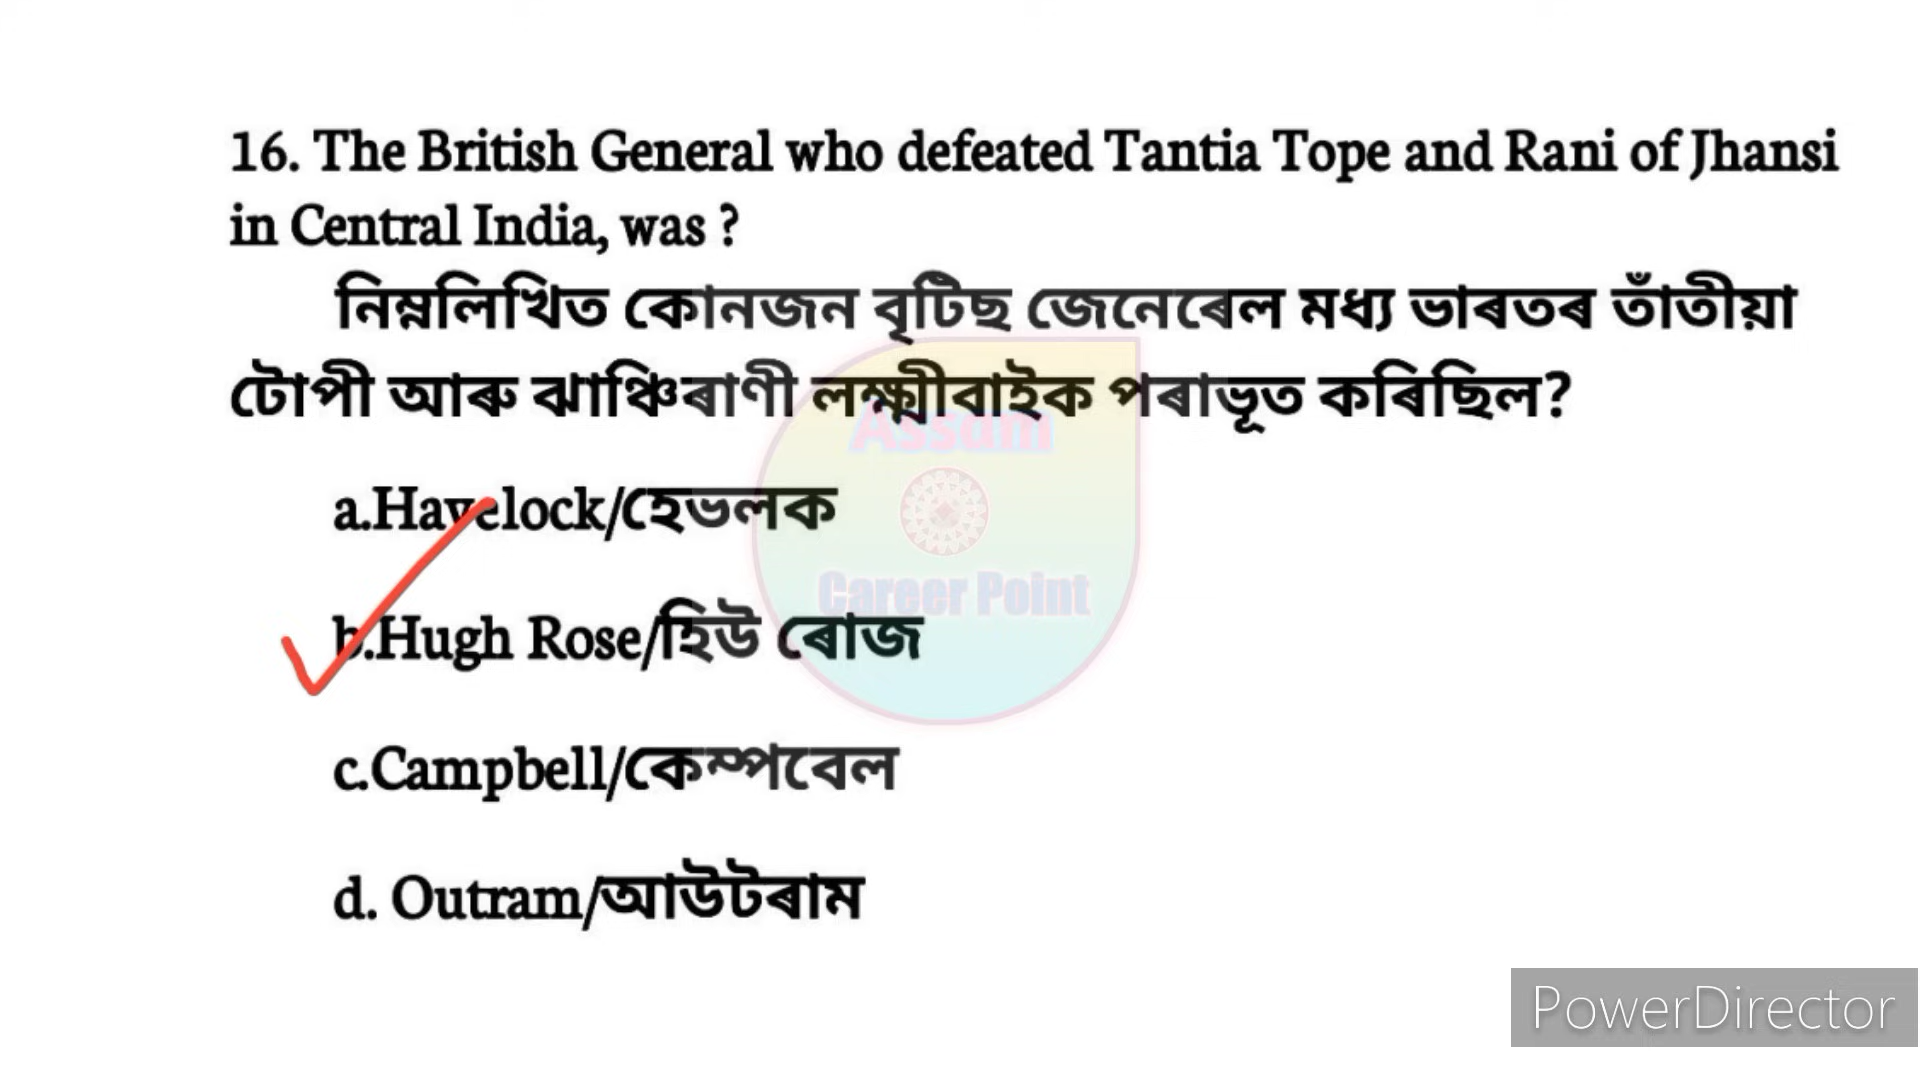 16. The British General who defeated Tantia Tope and Rani of Jhansi
in Central India, was ?
নিম্নলিখিত কোনজন বৃটিছ জেনেৰেল মধ্য ভাৰতৰ তাঁতীয়া
টোপী আৰু ঝাঞ্চিৰাণী লক্ষ্মীবাইক পৰাভূত কৰিছিল?
Assam
a.Havelock/হেভলক
Career Point
b.Hugh Rose/হিউ ৰোজ
c.Campbell/কেম্পবেল
d. Outram/আউটৰাম
PowerDirector